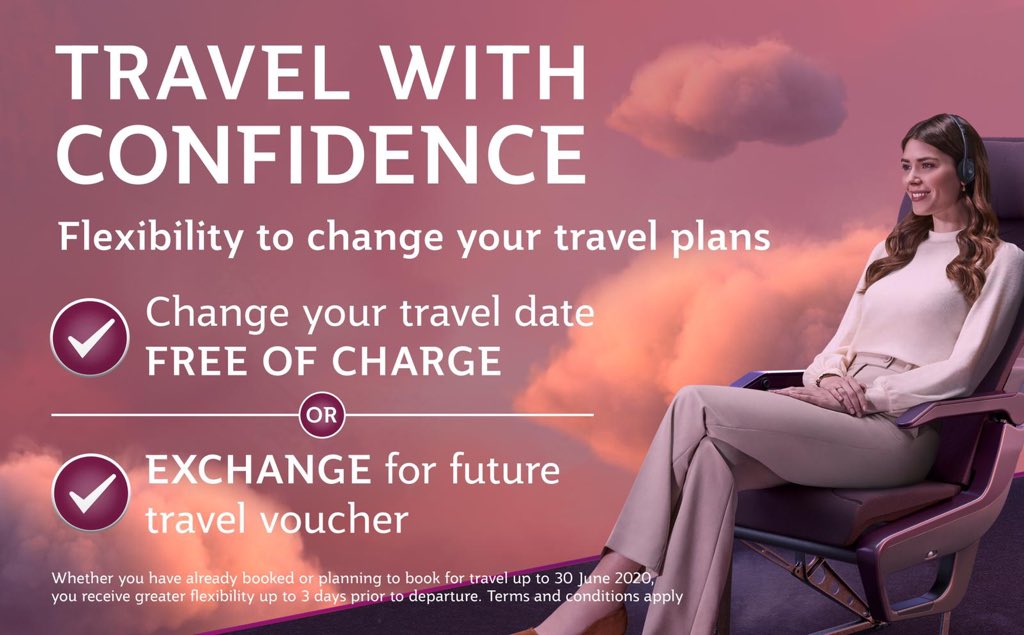 TRAVEL WITH
CONFIDENCE
Flexibility to change your travel plans
Change your travel date
FREE OF CHARGE
OR
EXCHANGE for future
travel voucher
Whether you have already booked or planning to book for travel up to 30 June 2020,
you receive greater flexibility up to 3 days prior to departure. Terms and conditions apply